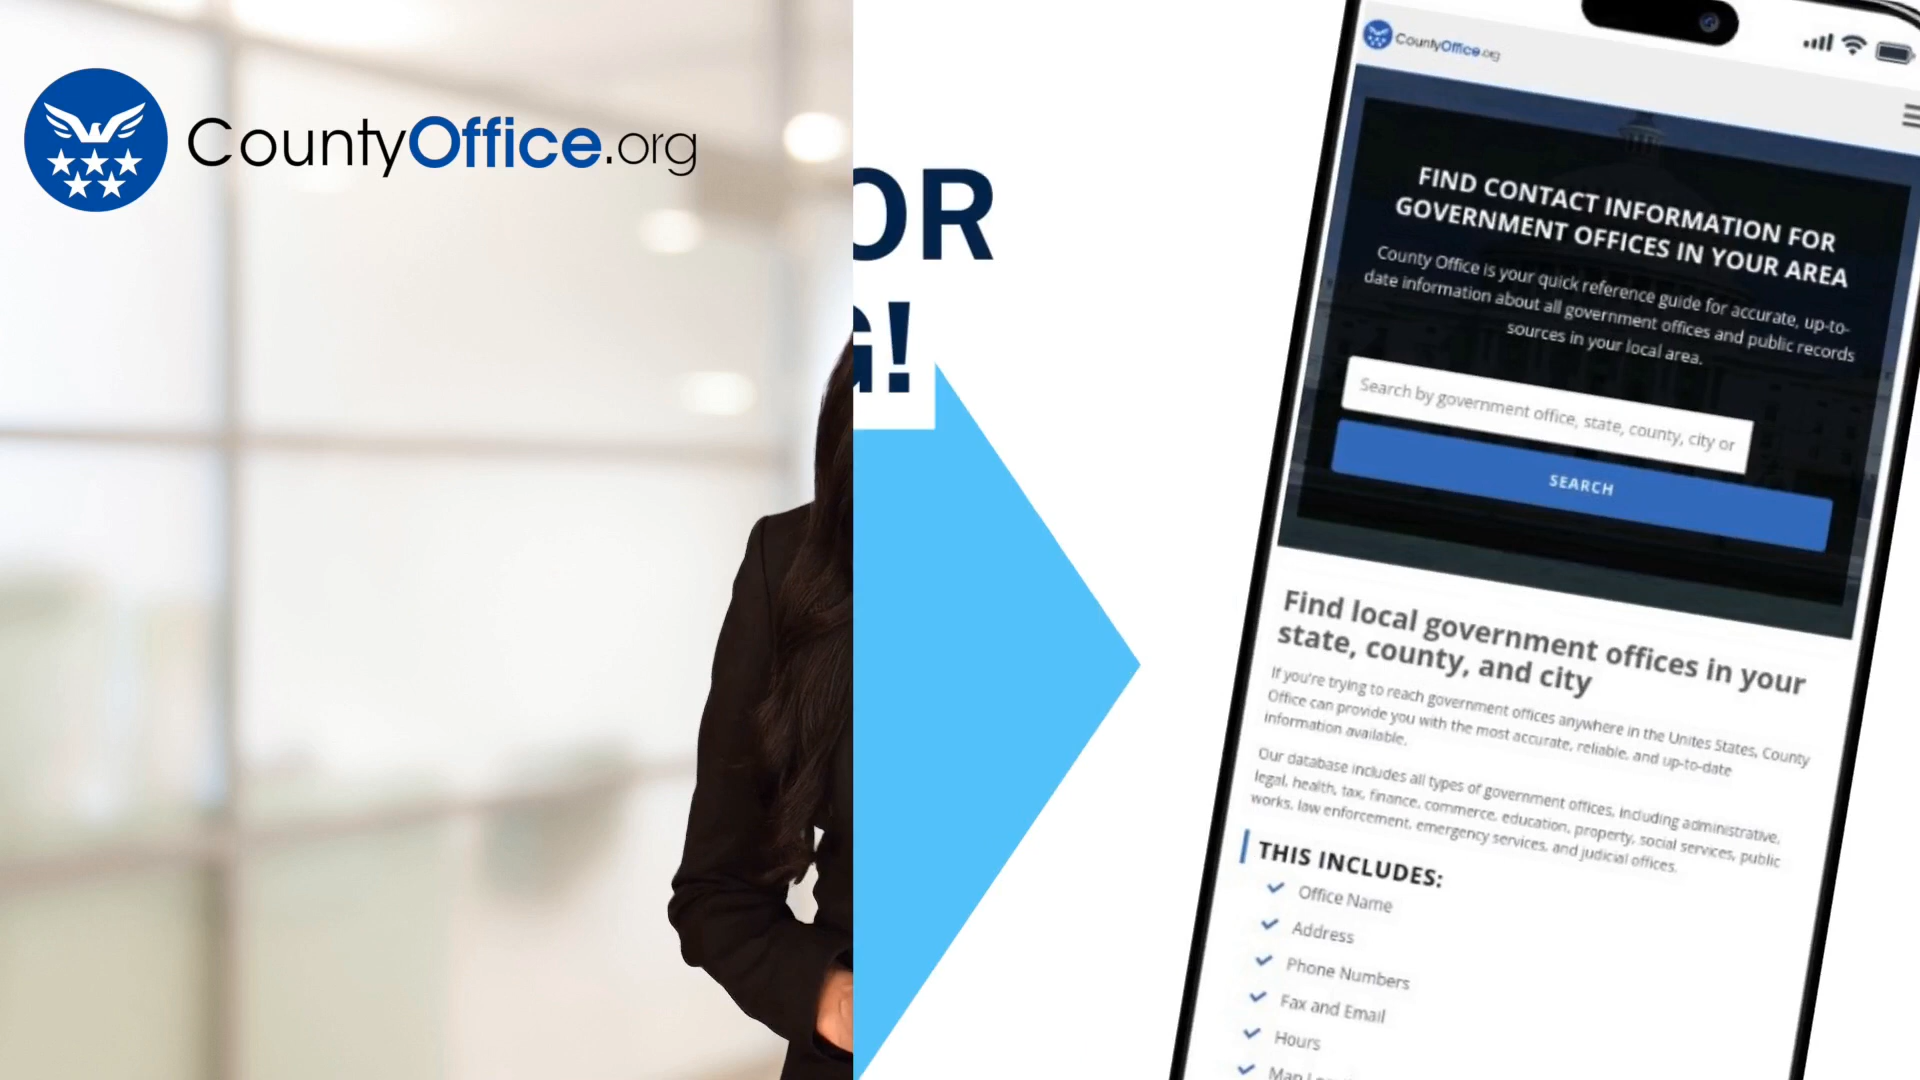 CountyOffice.org
OR
!
CountyOffice.org
FIND CONTACT INFORMATION FOR
GOVERNMENT OFFICES IN YOUR AREA
County Office is your quick reference guide for accurate, up-to-
date information about all government offices and public records
sources in your local area.
Search by government office, state, county, city or
SEARCH
Find local government offices in your
state, county, and city
If you're trying to reach government offices anywhere in the Unites States, County
Office can provide you with the most accurate, reliable, and up-to-date
information available.
Our database includes all types of government offices, including administrative,
legal, health, tax, finance, commerce, education, property, social services, public
works, law enforcement, emergency services, and judicial offices.
THIS INCLUDES:
Office Name
Address
Phone Numbers
Fax and Email
Hours
Map